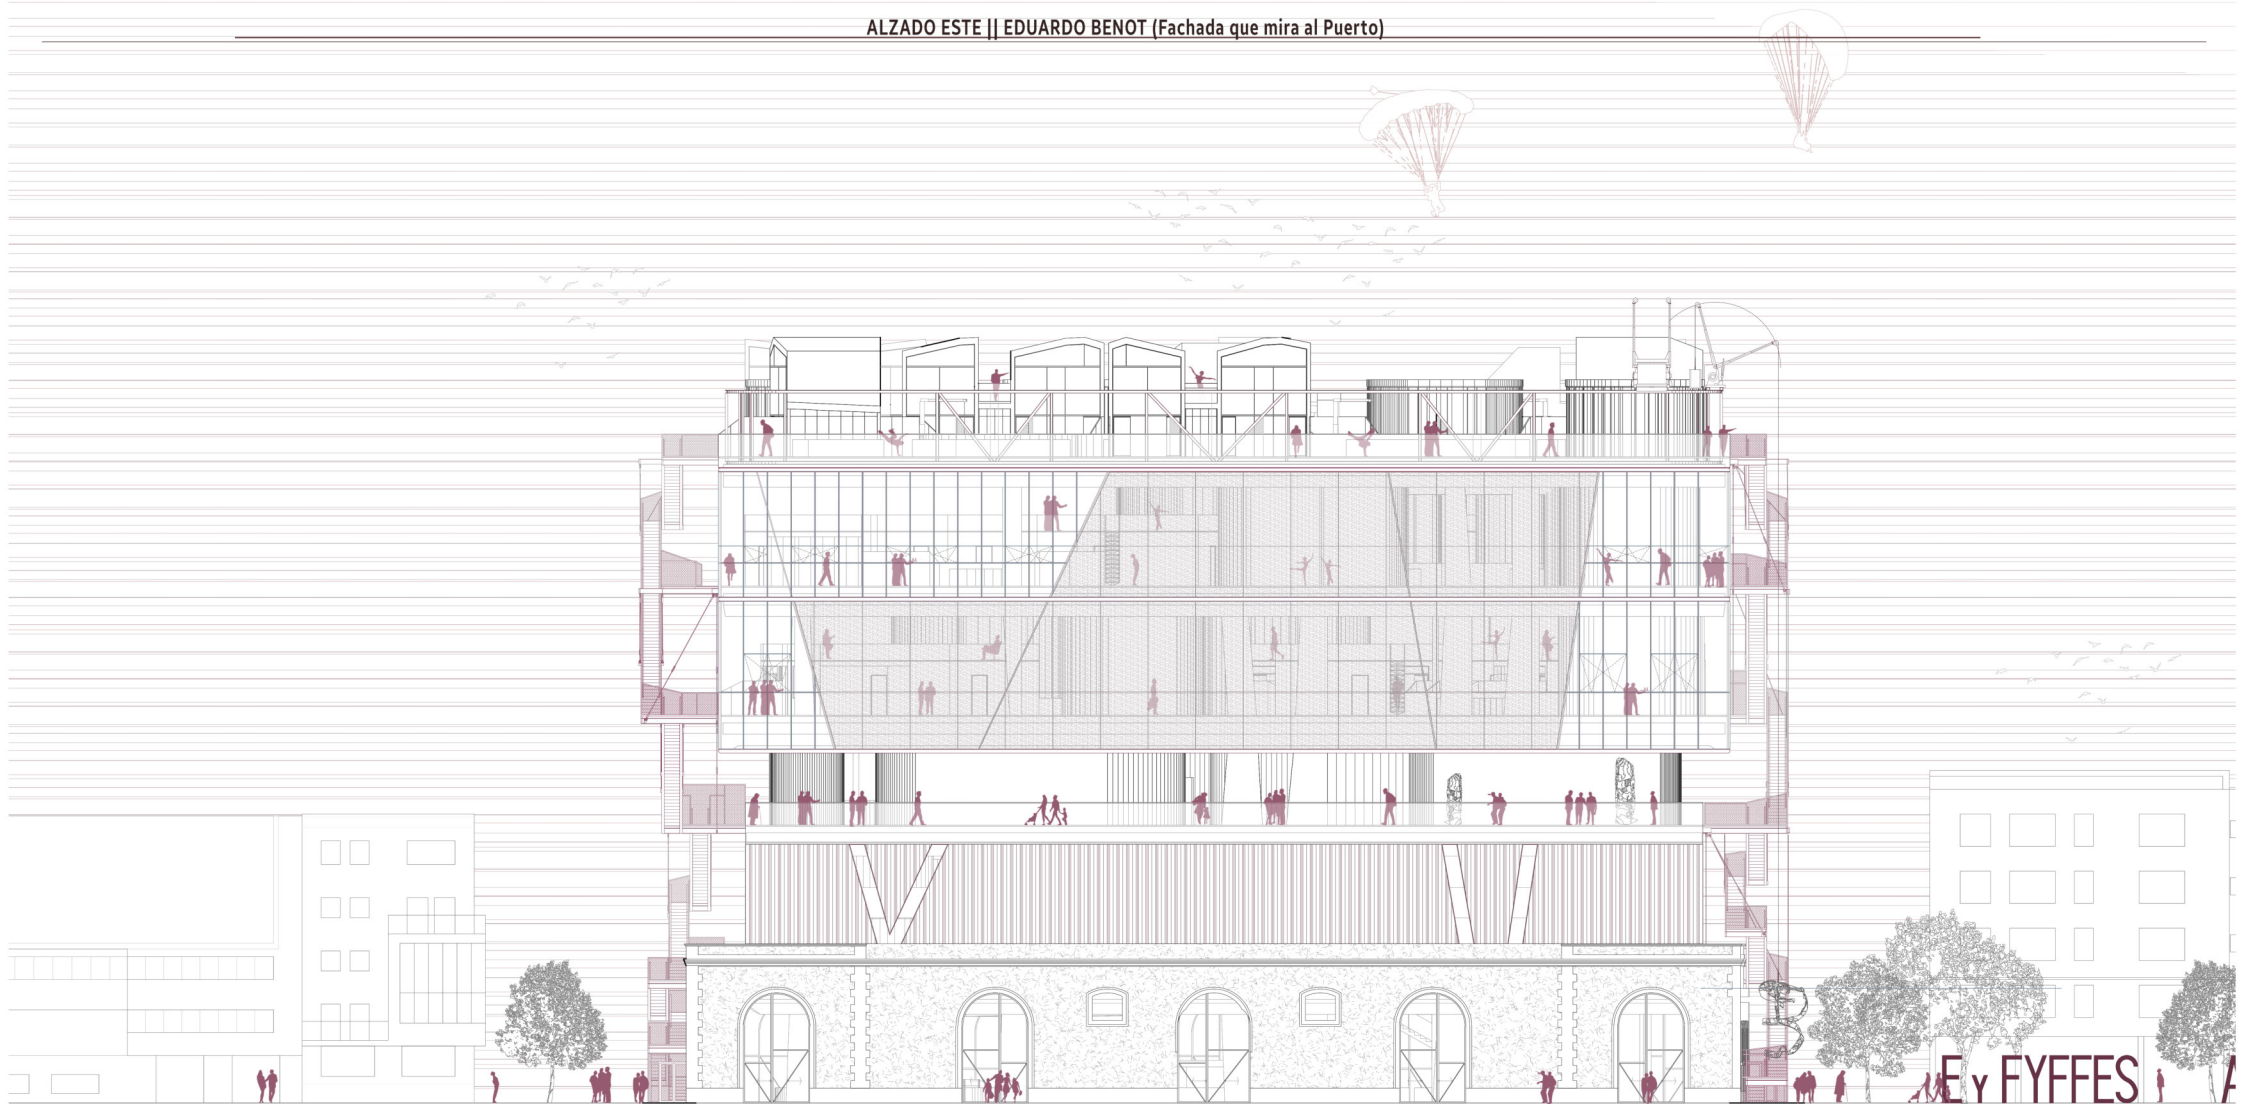 ALZADO ESTE || EDUARDO BENOT (Fachada que mira al Puerto)
E Y FYFFES A